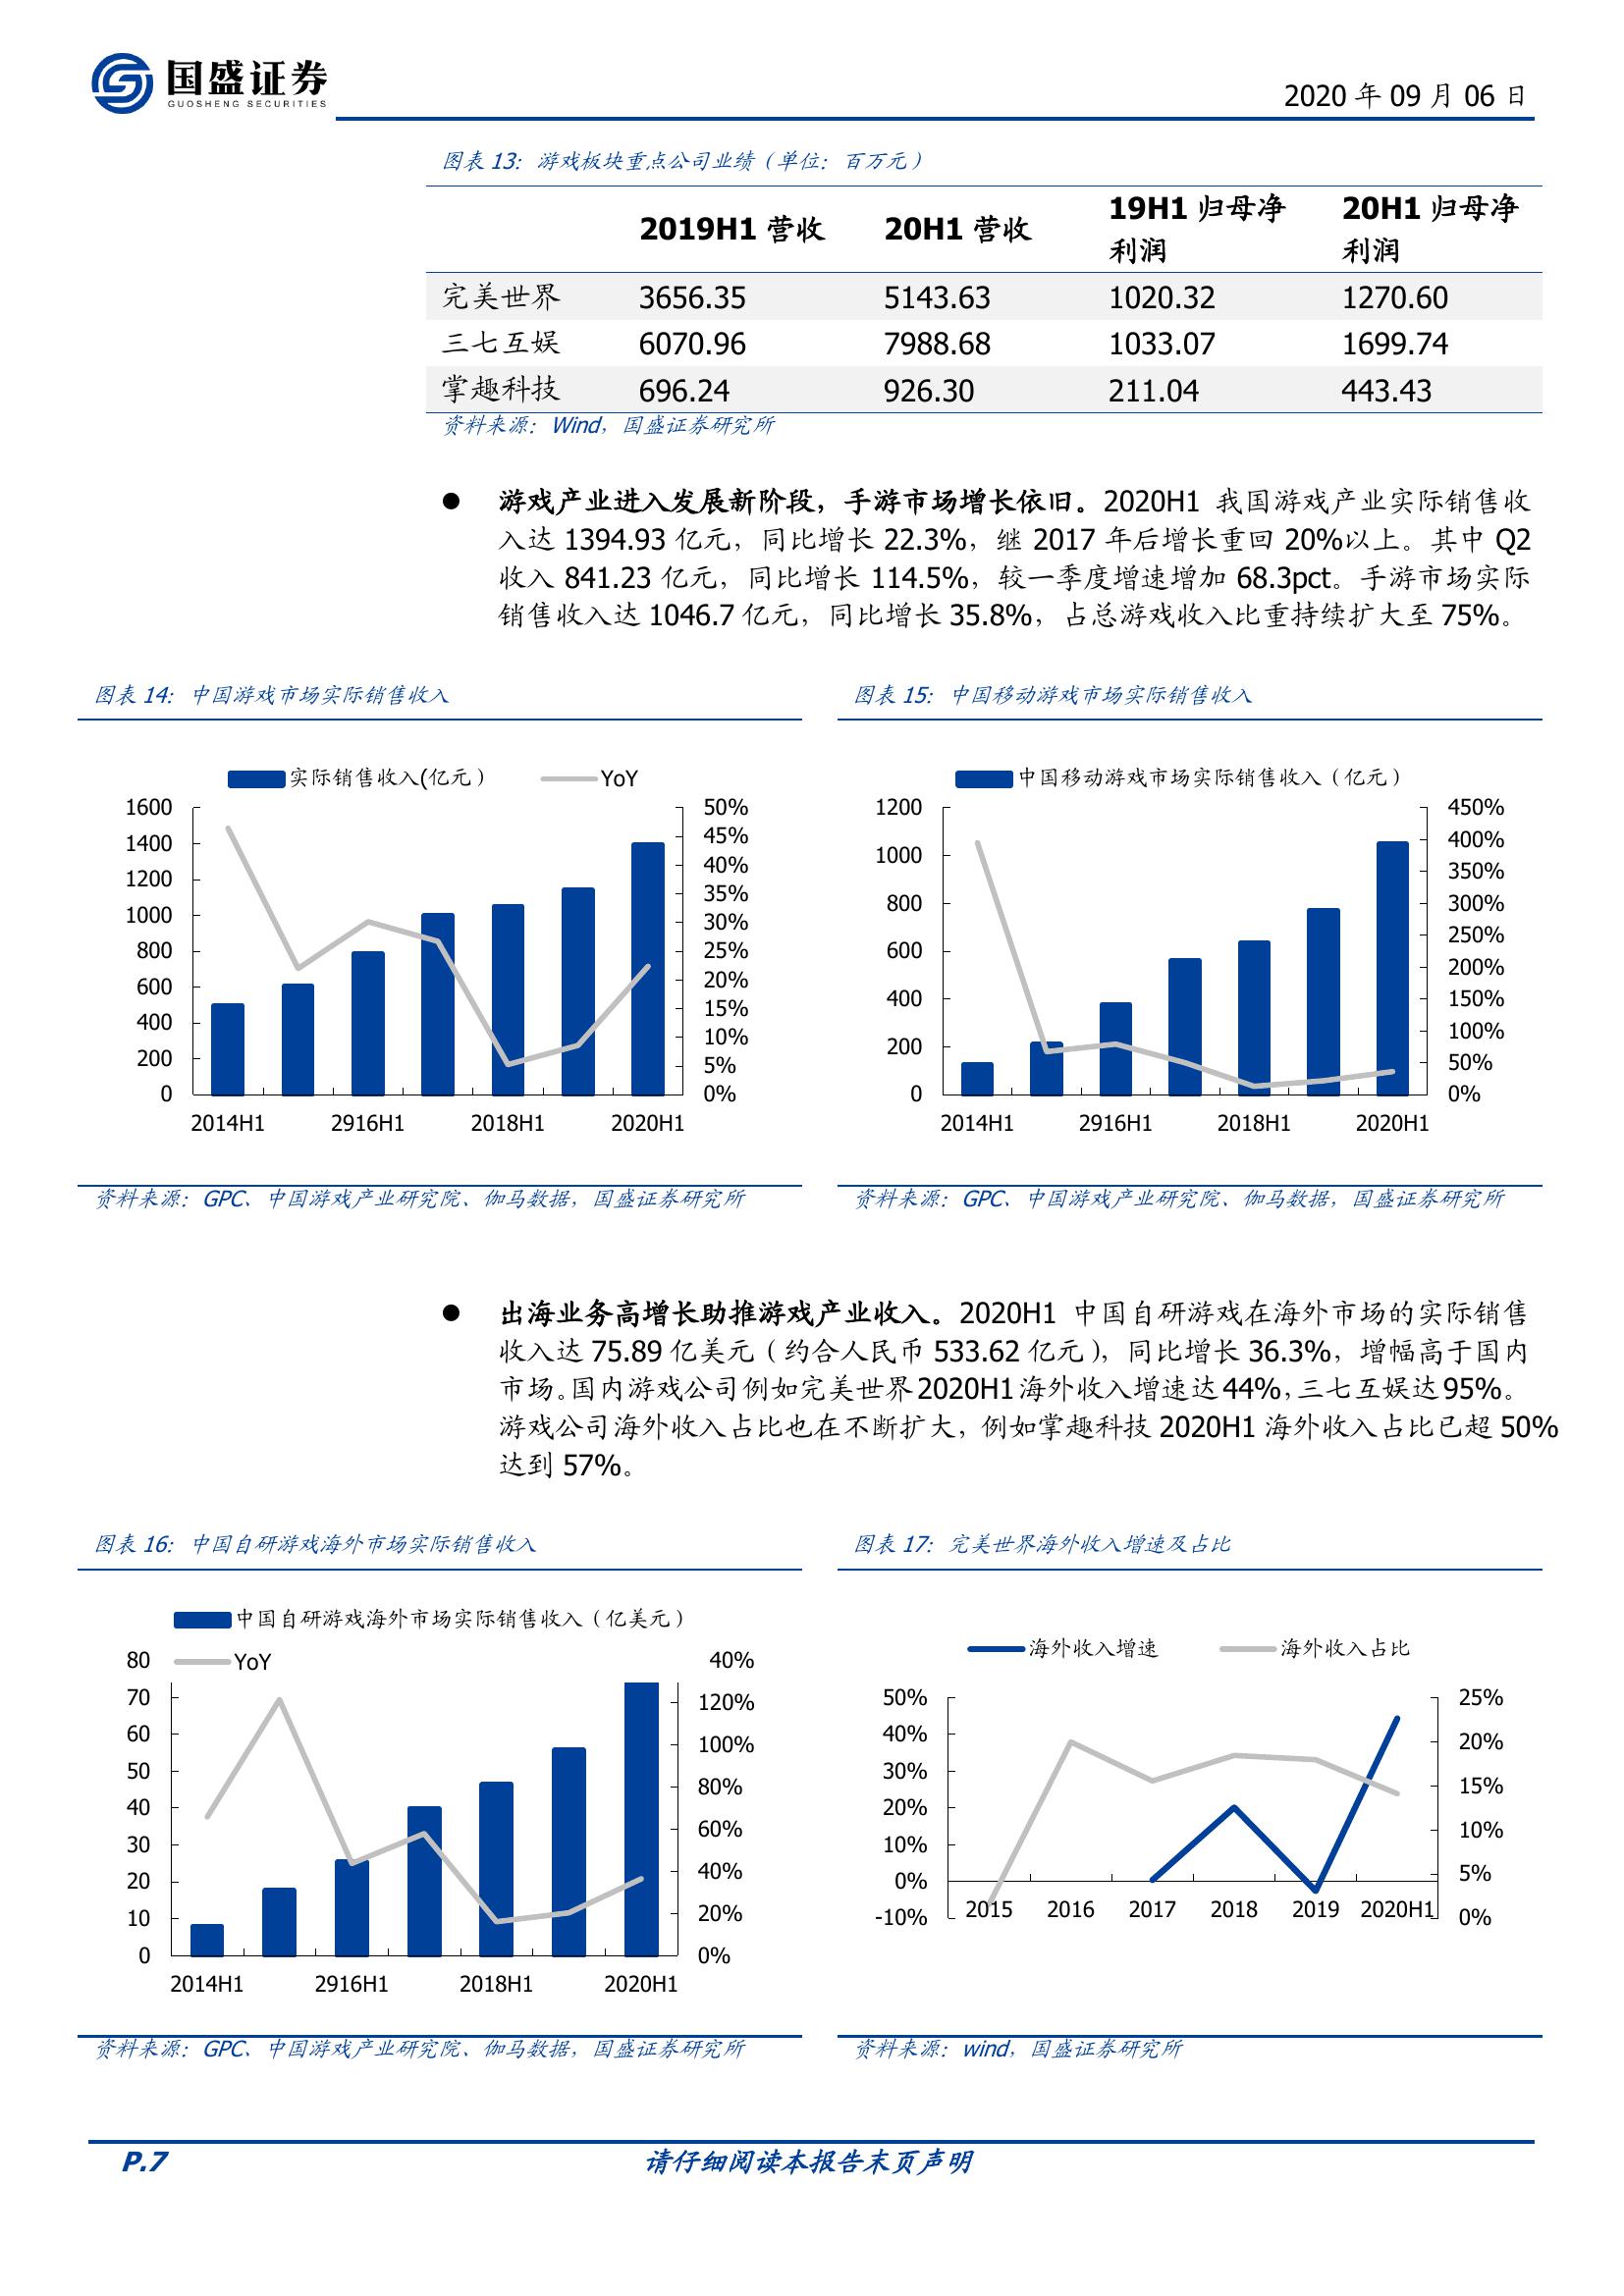 国盛证券
GUOSHENG SECURITIES
2020 年 09 月 06 日
图表 13：游戏板块重点公司业绩（单位：百万元）
2019H1 营收 20H1 营收 19H1 归母净利润 20H1 归母净利润
完美世界 3656.35 5143.63 1020.32 1270.60
三七互娱 6070.96 7988.68 1033.07 1699.74
掌趣科技 696.24 926.30 211.04 443.43
资料来源：Wind，国盛证券研究所
● 游戏产业进入发展新阶段，手游市场增长依旧。2020H1 我国游戏产业实际销售收
入达 1394.93 亿元，同比增长 22.3%，继 2017 年后增长重回 20%以上。其中 Q2
收入 841.23 亿元，同比增长 114.5%，较一季度增速增加 68.3pct。手游市场实际
销售收入达 1046.7 亿元，同比增长 35.8%，占总游戏收入比重持续扩大至 75%。
图表 14：中国游戏市场实际销售收入
实际销售收入(亿元） YoY
1600
1400
1200
1000
800
600
400
200
0
50%
45%
40%
35%
30%
25%
20%
15%
10%
5%
0%
2014H1 2916H1 2018H1 2020H1
资料来源：GPC、中国游戏产业研究院、伽马数据，国盛证券研究所
图表 15：中国移动游戏市场实际销售收入
中国移动游戏市场实际销售收入（亿元）
1200
1000
800
600
400
200
0
450%
400%
350%
300%
250%
200%
150%
100%
50%
0%
2014H1 2916H1 2018H1 2020H1
资料来源：GPC、中国游戏产业研究院、伽马数据，国盛证券研究所
● 出海业务高增长助推游戏产业收入。2020H1 中国自研游戏在海外市场的实际销售
收入达 75.89 亿美元（约合人民币 533.62 亿元），同比增长 36.3%，增幅高于国内
市场。国内游戏公司例如完美世界2020H1海外收入增速达44%，三七互娱达95%。
游戏公司海外收入占比也在不断扩大，例如掌趣科技 2020H1 海外收入占比已超 50%
达到 57%。
图表 16：中国自研游戏海外市场实际销售收入
中国自研游戏海外市场实际销售收入（亿美元）
YoY
80
70
60
50
40
30
20
10
0
40%
120%
100%
80%
60%
40%
20%
0%
2014H1 2916H1 2018H1 2020H1
资料来源：GPC、中国游戏产业研究院、伽马数据，国盛证券研究所
图表 17：完美世界海外收入增速及占比
海外收入增速 海外收入占比
50%
40%
30%
20%
10%
0%
-10%
25%
20%
15%
10%
5%
0%
2015 2016 2017 2018 2019 2020H1
资料来源：wind，国盛证券研究所
P.7 请仔细阅读本报告末页声明